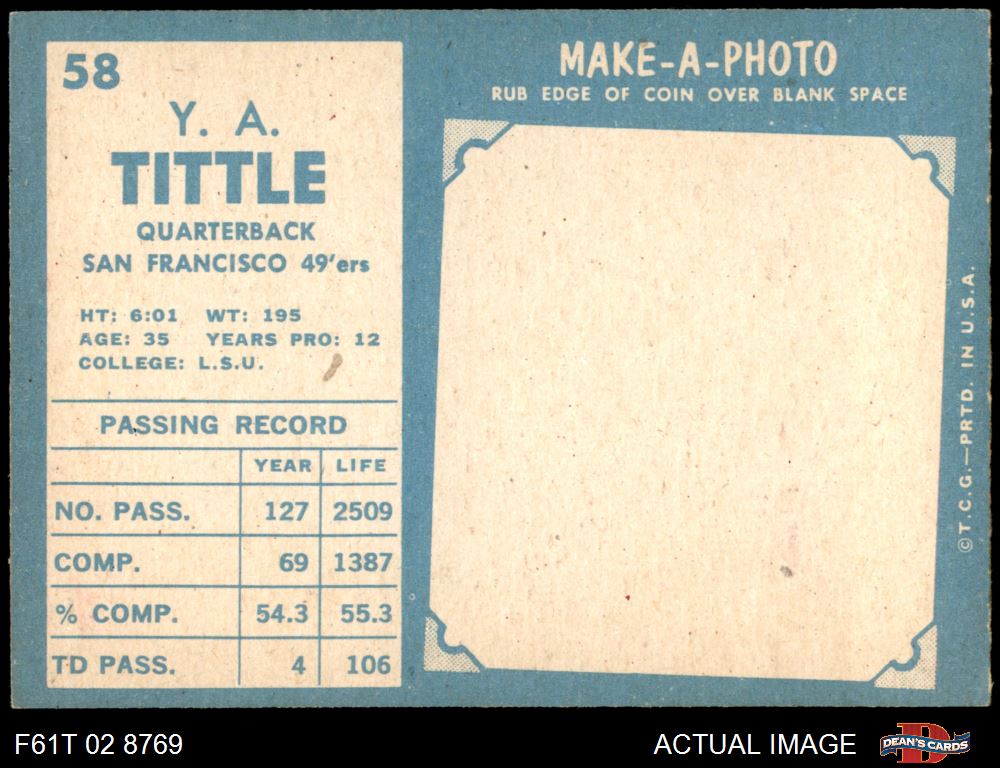 58
Y. A.
TITTLE
QUARTERBACK
SAN FRANCISCO 49'ers
HT: 6:01 WT: 195
AGE: 35 YEARS PRO: 12
COLLEGE: L.S.U.
PASSING RECORD
YEAR LIFE
NO. PASS. 127 2509
COMP. 69 1387
% COMP. 54.3 55.3
TD PASS. 4 106
MAKE-A-PHOTO
RUB EDGE OF COIN OVER BLANK SPACE
©T.C.G.—PRTD. IN U.S.A.
F61T 02 8769
ACTUAL IMAGE
DEAN'S CARDS